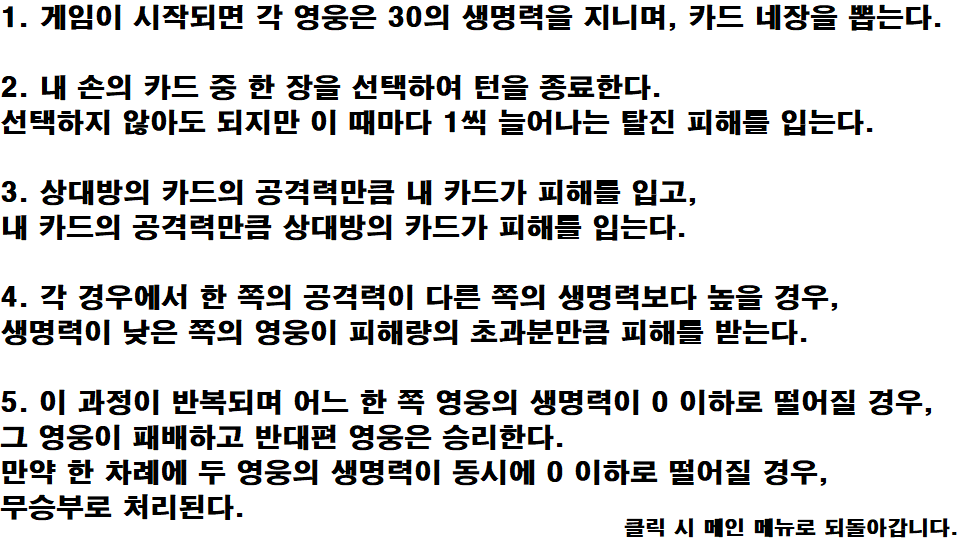 1. 게임이 시작되면 각 영웅은 30의 생명력을 지니며, 카드 네장을 뽑는다.
2. 내 손의 카드 중 한 장을 선택하여 턴을 종료한다.
선택하지 않아도 되지만 이 때마다 1씩 늘어나는 탈진 피해를 입는다.
3. 상대방의 카드의 공격력만큼 내 카드가 피해를 입고,
내 카드의 공격력만큼 상대방의 카드가 피해를 입는다.
4. 각 경우에서 한 쪽의 공격력이 다른 쪽의 생명력보다 높을 경우,
생명력이 낮은 쪽의 영웅이 피해량의 초과분만큼 피해를 받는다.
5. 이 과정이 반복되며 어느 한 쪽 영웅의 생명력이 0 이하로 떨어질 경우,
그 영웅이 패배하고 반대편 영웅은 승리한다.
만약 한 차례에 두 영웅의 생명력이 동시에 0 이하로 떨어질 경우,
무승부로 처리된다.
클릭 시 메인 메뉴로 되돌아갑니다.